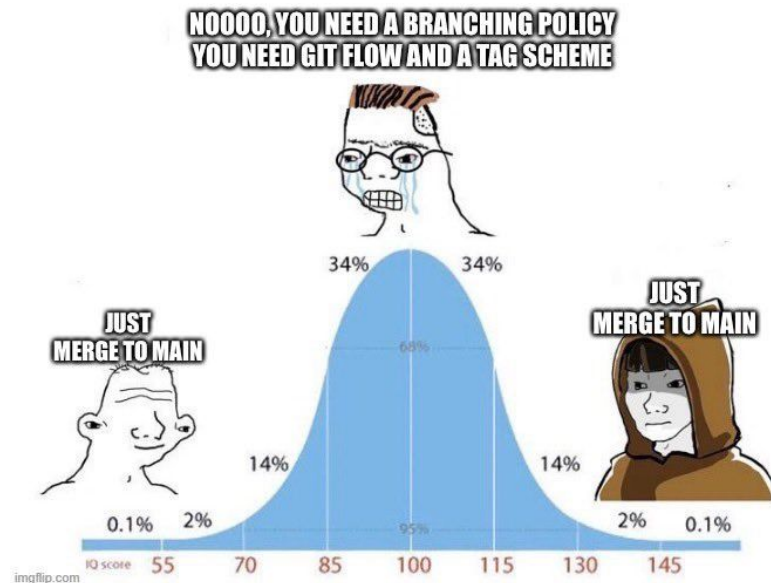 NOOOO, YOU NEED A BRANCHING POLICY
YOU NEED GIT FLOW AND A TAG SCHEME
34%
34%
JUST
MERGE TO MAIN
JUST
MERGE TO MAIN
68%
14%
14%
0.1%
2%
95%
2%
0.1%
IQ score 55 70 85 100 115 130 145
imgflip.com